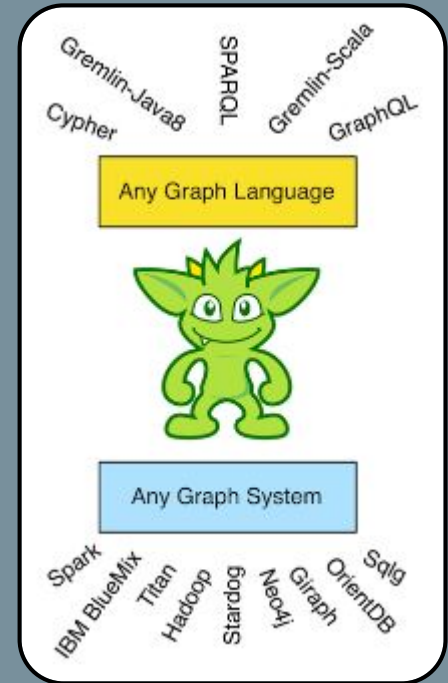 Cypher
Gremlin-Java8
SPARQL
Gremlin-Scala
GraphQL
Any Graph Language
Any Graph System
Spark
IBM BlueMix
Titan
Hadoop
Stardog
Neo4j
Giraph
OrientDB
Sqlg